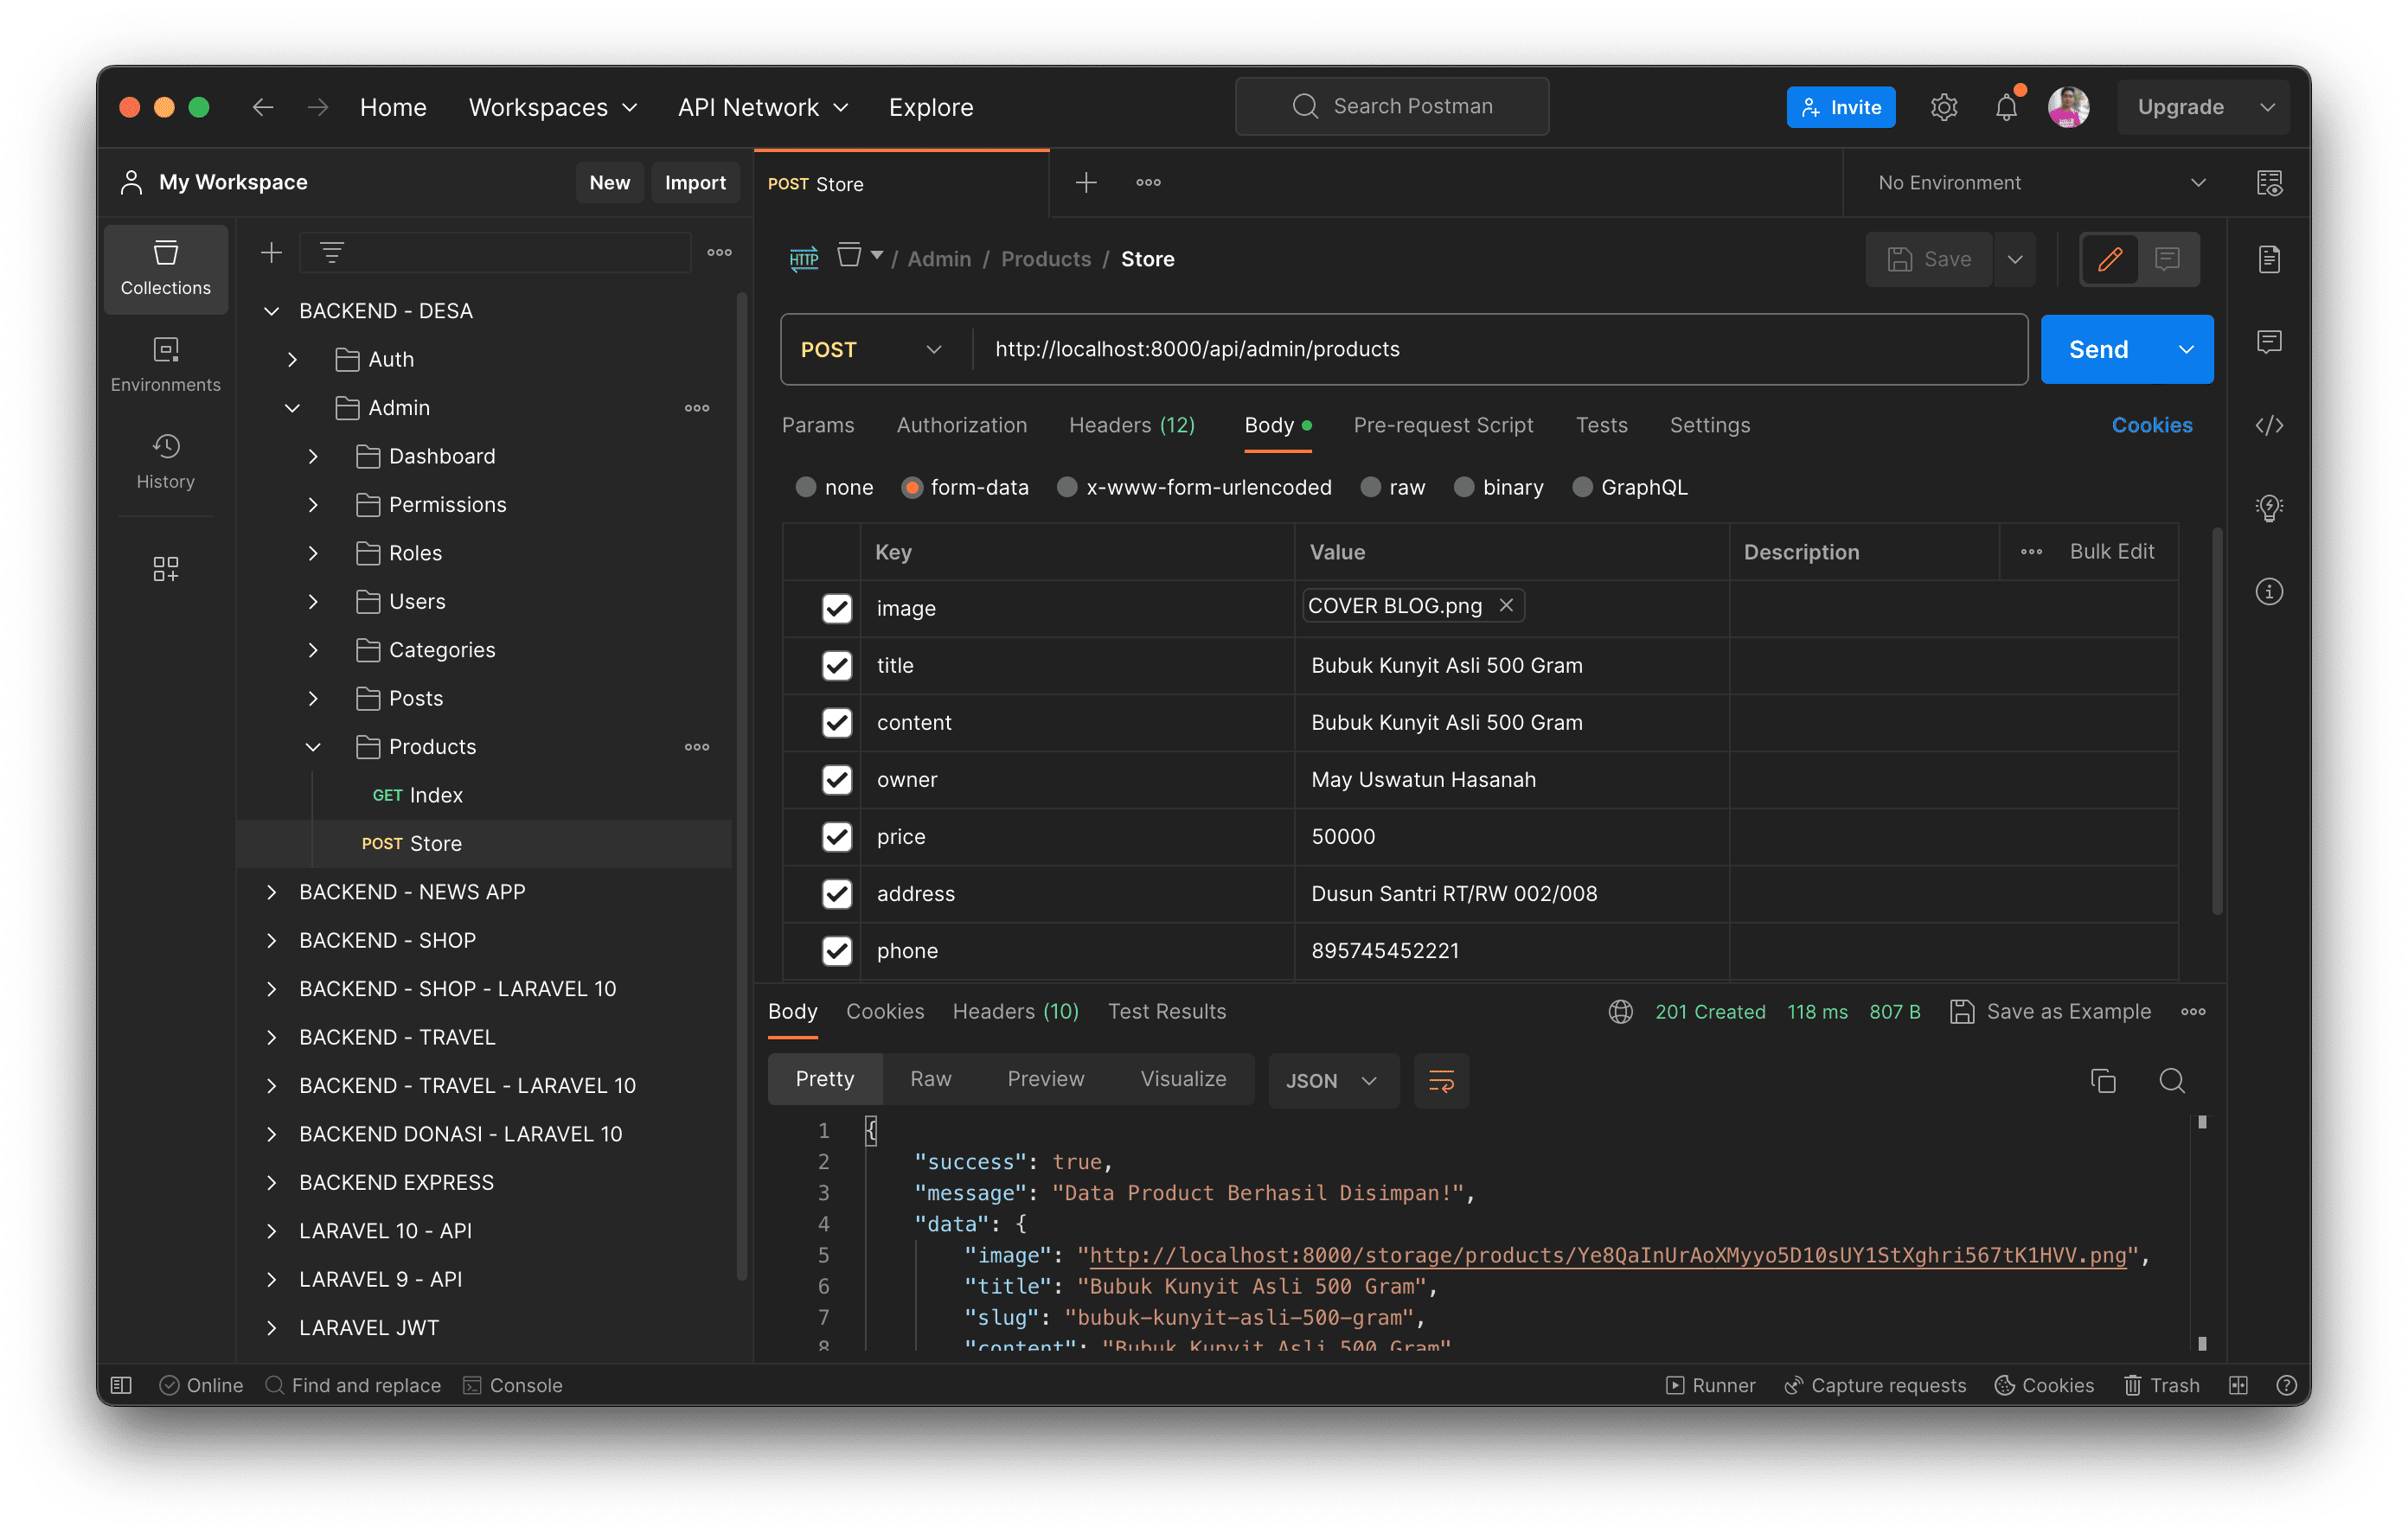 Home Workspaces API Network Explore Search Postman Invite Upgrade
My Workspace New Import POST Store No Environment
Collections
Environments
History
BACKEND - DESA
Auth
Admin
Dashboard
Permissions
Roles
Users
Categories
Posts
Products
GET Index
POST Store
BACKEND - NEWS APP
BACKEND - SHOP
BACKEND - SHOP - LARAVEL 10
BACKEND - TRAVEL
BACKEND - TRAVEL - LARAVEL 10
BACKEND DONASI - LARAVEL 10
BACKEND EXPRESS
LARAVEL 10 - API
LARAVEL 9 - API
LARAVEL JWT
HTTP / Admin / Products / Store Save
POST http://localhost:8000/api/admin/products Send
Params Authorization Headers (12) Body Pre-request Script Tests Settings Cookies
none form-data x-www-form-urlencoded raw binary GraphQL
Key Value Description Bulk Edit
image COVER BLOG.png
title Bubuk Kunyit Asli 500 Gram
content Bubuk Kunyit Asli 500 Gram
owner May Uswatun Hasanah
price 50000
address Dusun Santri RT/RW 002/008
phone 895745452221
Body Cookies Headers (10) Test Results 201 Created 118 ms 807 B Save as Example
Pretty Raw Preview Visualize JSON
1 {
2 "success": true,
3 "message": "Data Product Berhasil Disimpan!",
4 "data": {
5 "image": "http://localhost:8000/storage/products/Ye8QaInUrAoXMyyo5D10sUY1StXghri567tK1HVV.png",
6 "title": "Bubuk Kunyit Asli 500 Gram",
7 "slug": "bubuk-kunyit-asli-500-gram",
8 "content": "Bubuk Kunyit Asli 500 Gram"
Online Find and replace Console Runner Capture requests Cookies Trash